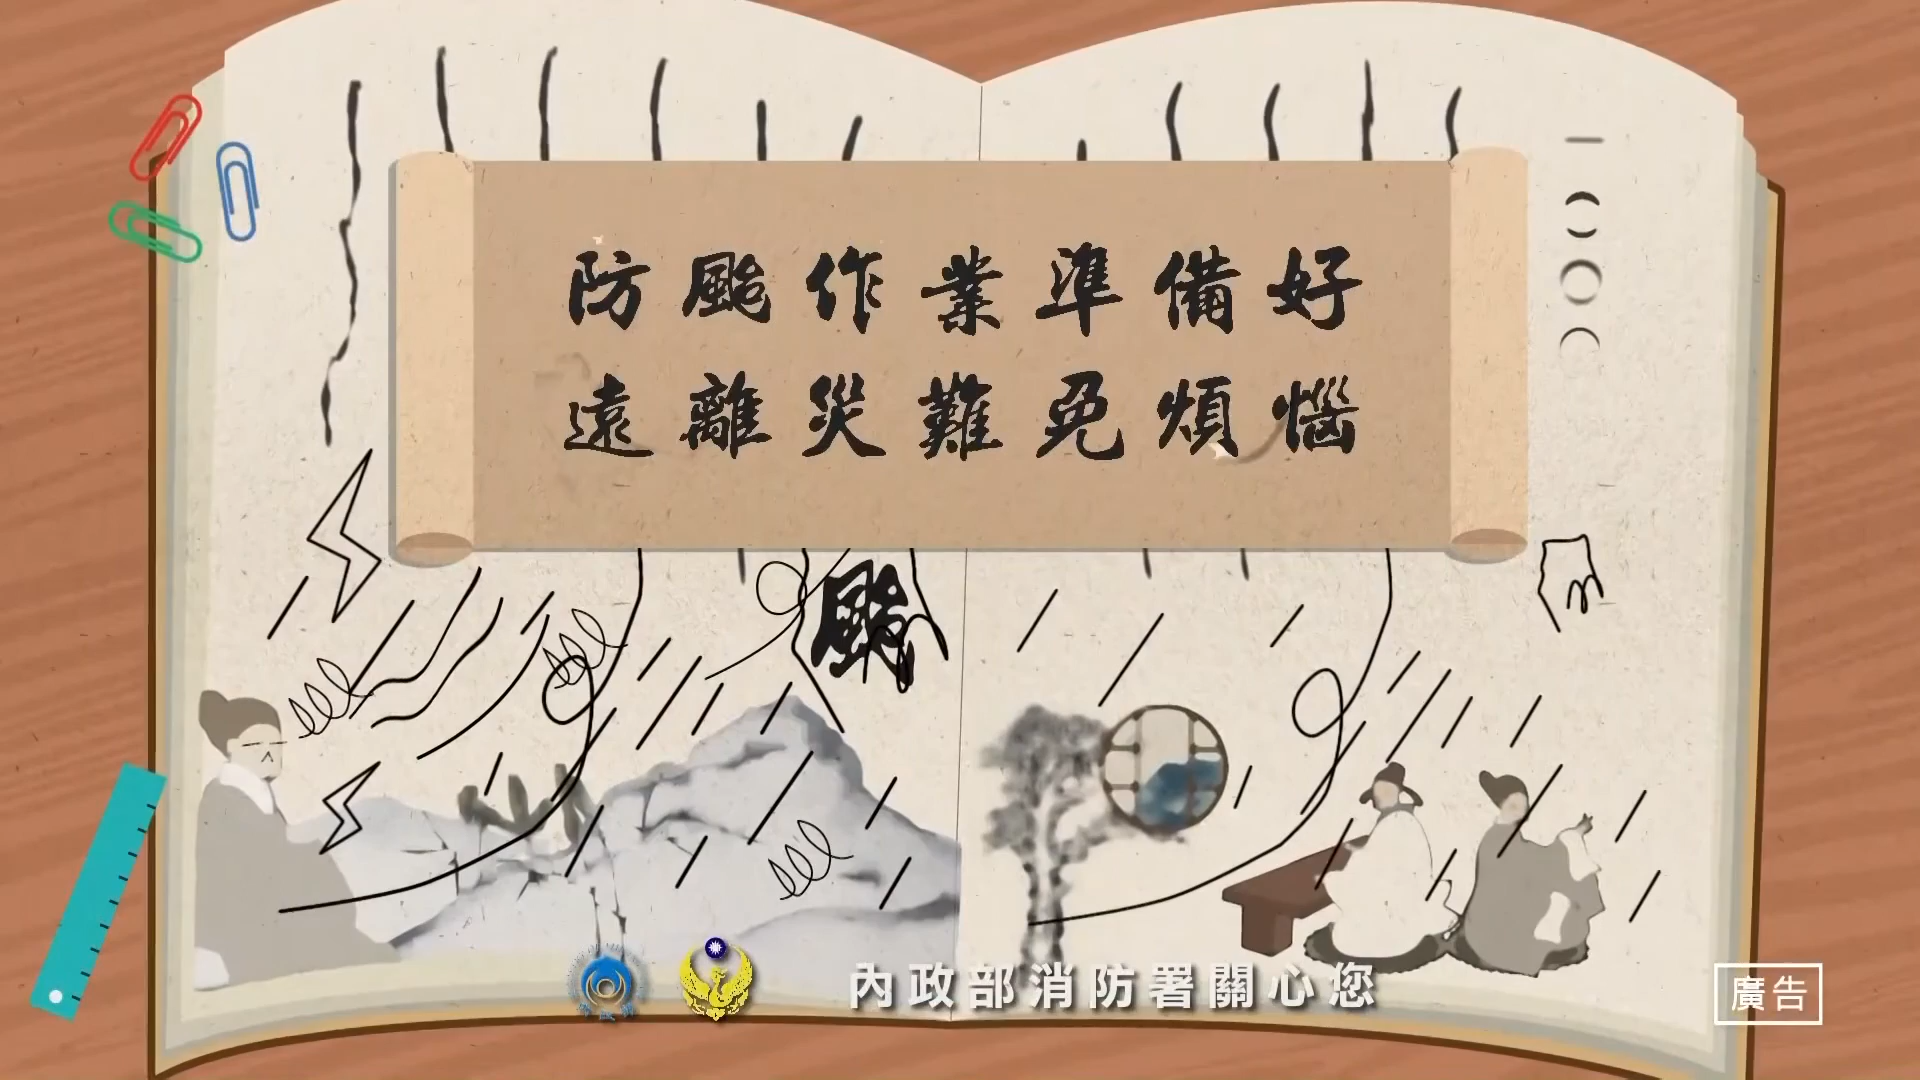 防颱作業準備好
遠離災難免煩惱
颱
內政部消防署關心您
廣告